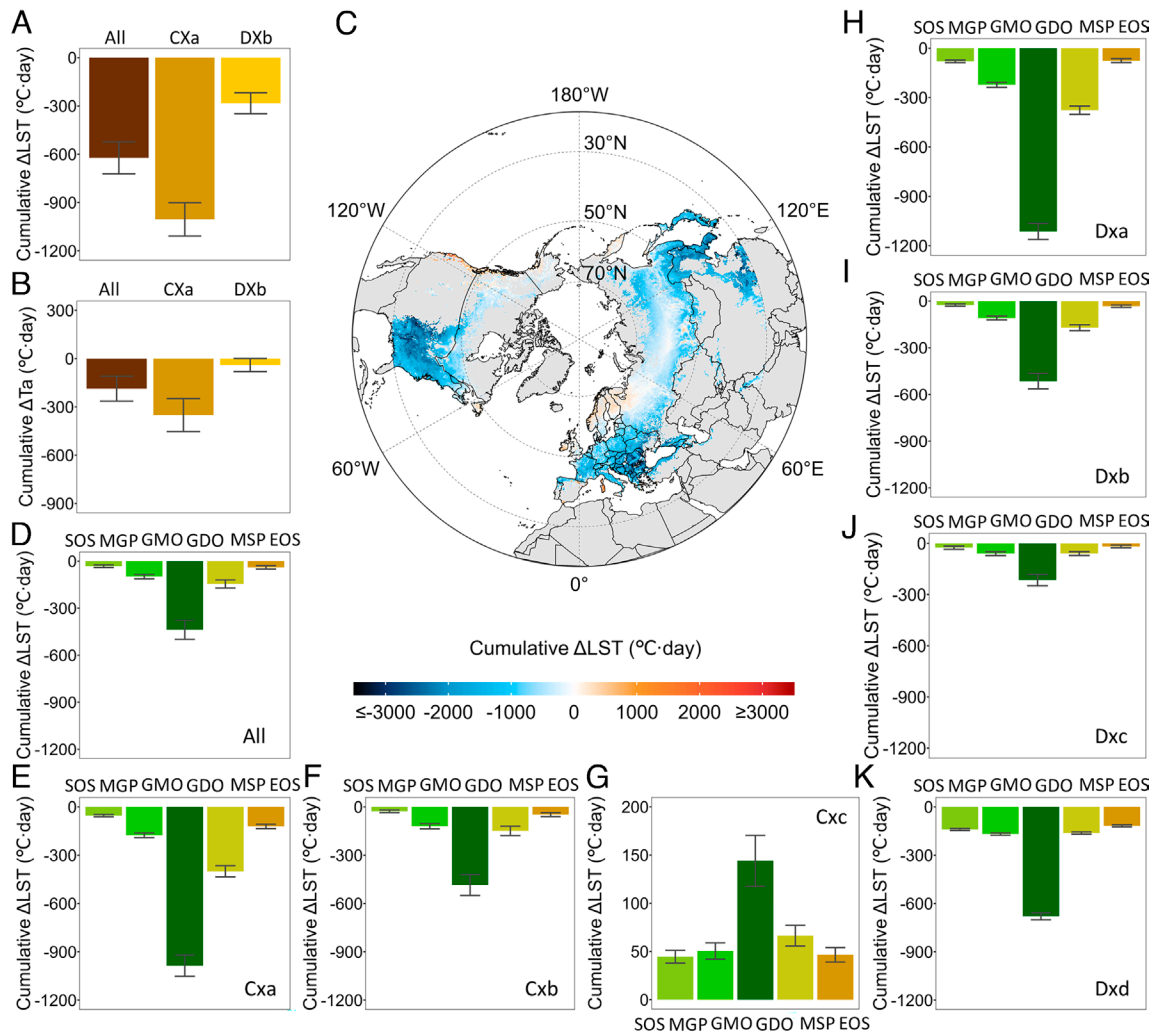 A
All CXa DXb
Cumulative ΔLST (°C·day)
0
-300
-600
-900
-1200
B
All CXa DXb
Cumulative ΔTa (°C·day)
300
0
-300
-600
-900
C
180°W
30°N
50°N
70°N
120°W
120°E
60°W
60°E
0°
Cumulative ΔLST (°C·day)
≤-3000 -2000 -1000 0 1000 2000 ≥3000
D
SOS MGP GMO GDO MSP EOS
Cumulative ΔLST (°C·day)
0
-300
-600
-900
-1200
All
E
SOS MGP GMO GDO MSP EOS
Cumulative ΔLST (°C·day)
0
-300
-600
-900
-1200
Cxa
F
SOS MGP GMO GDO MSP EOS
Cumulative ΔLST (°C·day)
0
-300
-600
-900
-1200
Cxb
G
Cumulative ΔLST (°C·day)
200
150
100
50
0
Cxc
SOS MGP GMO GDO MSP EOS
H
SOS MGP GMO GDO MSP EOS
Cumulative ΔLST (°C·day)
0
-300
-600
-900
-1200
Dxa
I
SOS MGP GMO GDO MSP EOS
Cumulative ΔLST (°C·day)
0
-300
-600
-900
-1200
Dxb
J
SOS MGP GMO GDO MSP EOS
Cumulative ΔLST (°C·day)
0
-300
-600
-900
-1200
Dxc
K
SOS MGP GMO GDO MSP EOS
Cumulative ΔLST (°C·day)
0
-300
-600
-900
-1200
Dxd